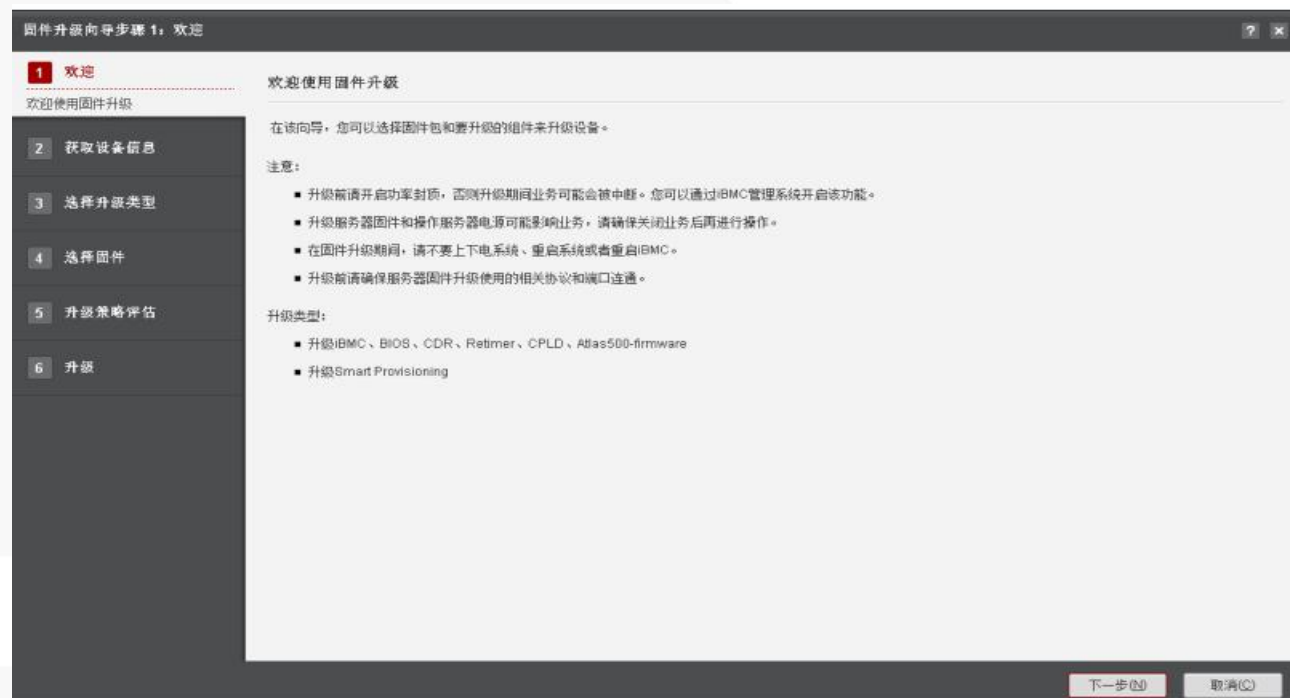 固件升级向导步骤 1：欢迎
? ×
1 欢迎
欢迎使用固件升级
2 获取设备信息
3 选择升级类型
4 选择固件
5 升级策略评估
6 升级
欢迎使用固件升级
在该向导，您可以选择固件包和要升级的组件来升级设备。
注意：
■ 升级前请开启功率封顶，否则升级期间业务可能会被中断。您可以通过iBMC管理系统开启该功能。
■ 升级服务器固件和操作服务器电源可能影响业务，请确保关闭业务后再进行操作。
■ 在固件升级期间，请不要上下电系统、重启系统或者重启iBMC。
■ 升级前请确保服务器固件升级使用的相关协议和端口连通。
升级类型：
■ 升级iBMC、BIOS、CDR、Retimer、CPLD、Atlas500-firmware
■ 升级Smart Provisioning
下一步(N) 取消(C)